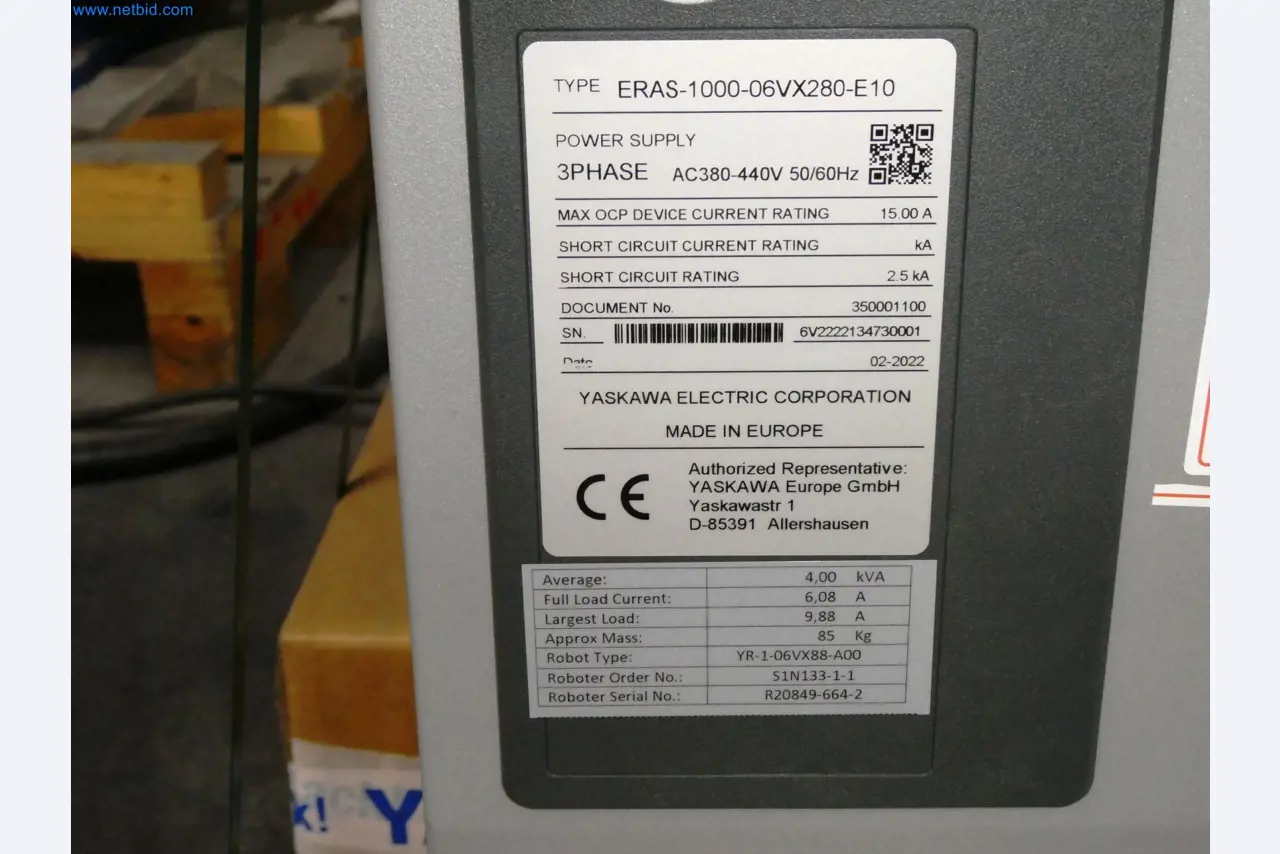 www.netbid.com
TYPE ERAS-1000-06VX280-E10
POWER SUPPLY
3PHASE AC380-440V 50/60Hz
MAX OCP DEVICE CURRENT RATING 15.00 A
SHORT CIRCUIT CURRENT RATING kA
SHORT CIRCUIT RATING 2.5 kA
DOCUMENT No. 350001100
SN. 6V2222134730001
Date 02-2022
YASKAWA ELECTRIC CORPORATION
MADE IN EUROPE
CE
Authorized Representative:
YASKAWA Europe GmbH
Yaskawastr 1
D-85391 Allershausen
Average: 4,00 kVA
Full Load Current: 6,08 A
Largest Load: 9,88 A
Approx Mass: 85 Kg
Robot Type: YR-1-06VX88-A00
Roboter Order No.: S1N133-1-1
Roboter Serial No.: R20849-664-2
k! Y